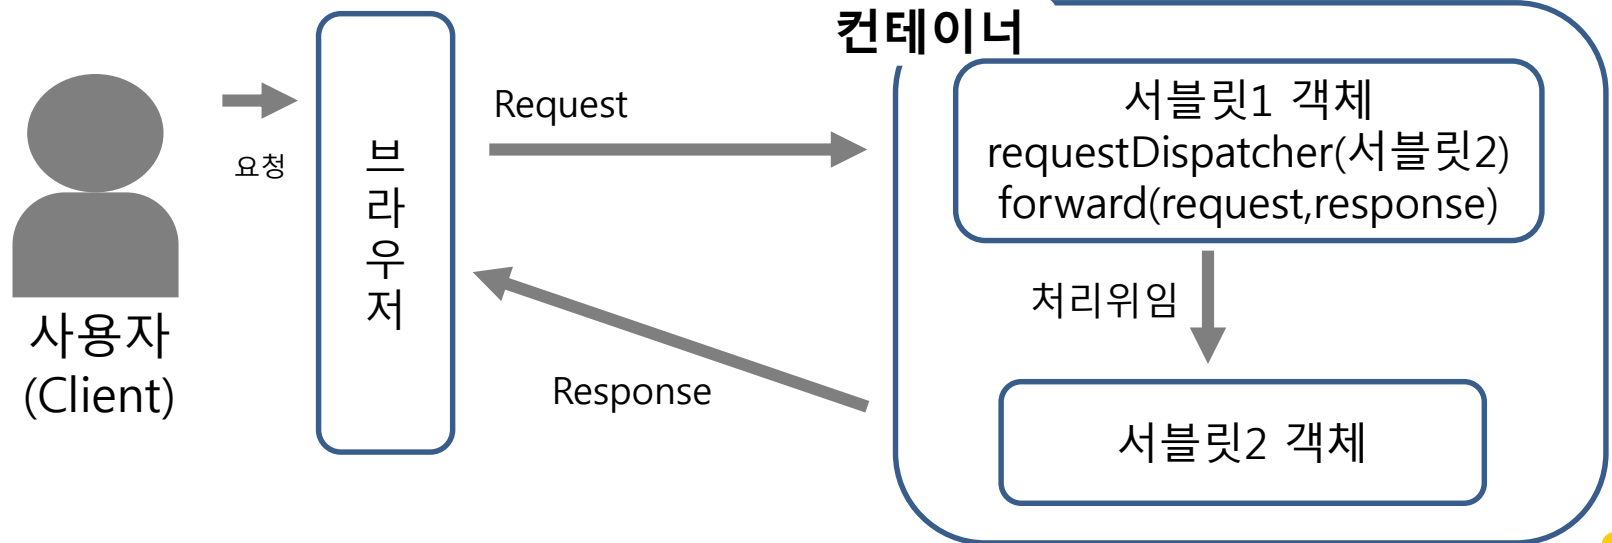 컨테이너
서블릿1 객체
requestDispatcher(서블릿2)
forward(request,response)
Request
요청
브라우저
처리위임
사용자
(Client)
Response
서블릿2 객체